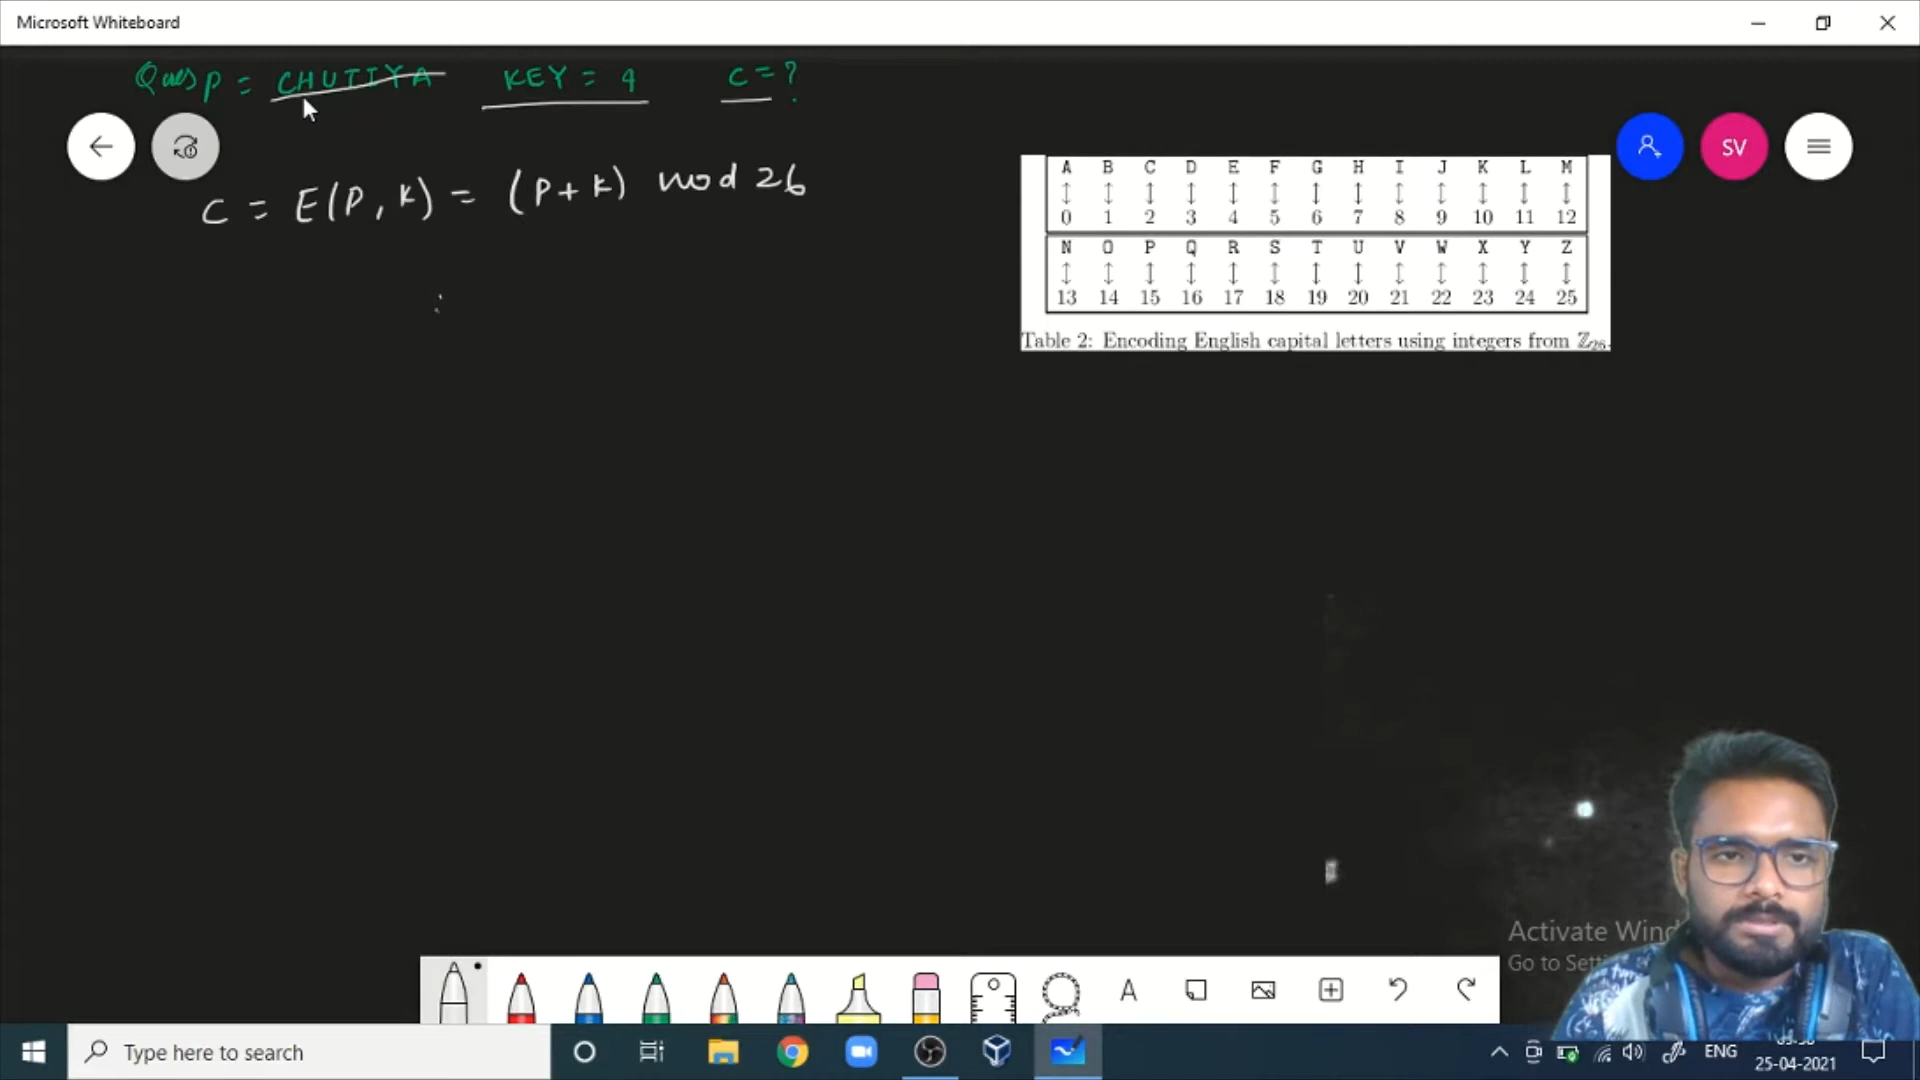 Microsoft Whiteboard
Ques P = CHUTIYA KEY = 9 C = ?
C = E(P, K) = (P+K) mod 26
SV
A B C D E F G H I J K L M
0 1 2 3 4 5 6 7 8 9 10 11 12
N O P Q R S T U V W X Y Z
13 14 15 16 17 18 19 20 21 22 23 24 25
Table 2: Encoding English capital letters using integers from ℤ26.
Activate Wind
Go to Setti
A
Type here to search
ENG
25-04-2021